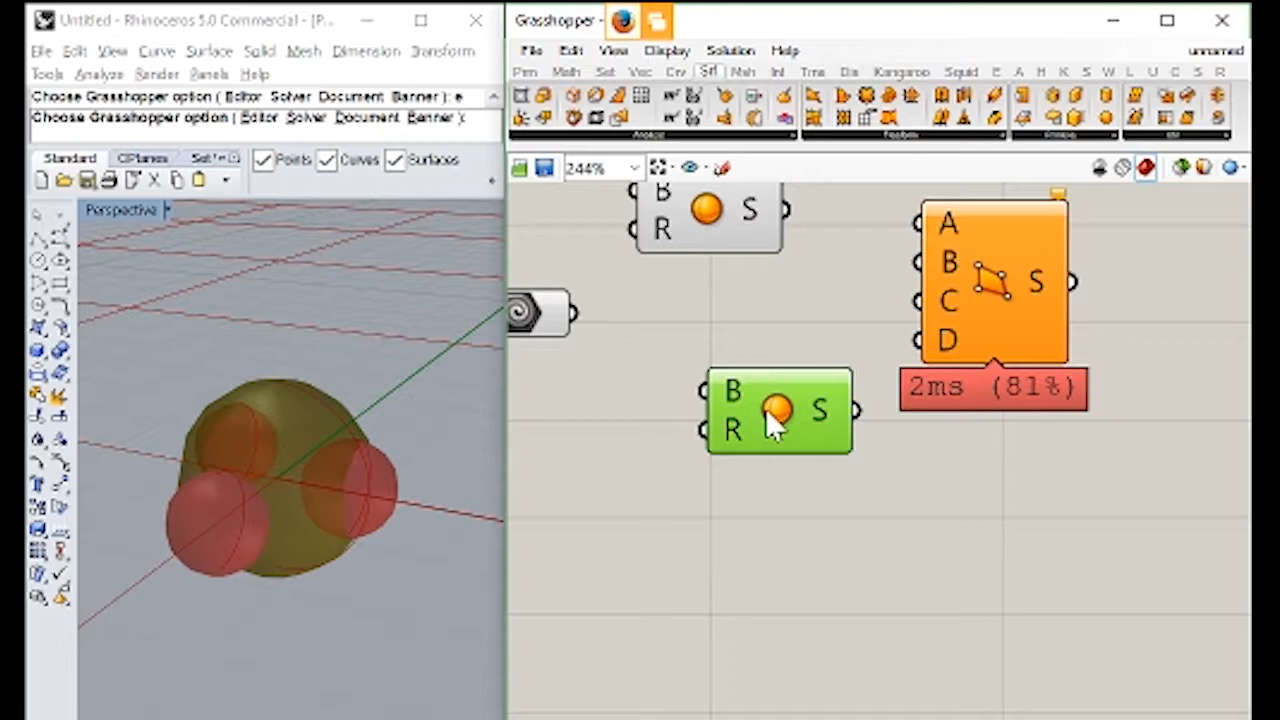 Untitled - Rhinoceros 5.0 Commercial - [P...
File Edit View Curve Surface Solid Mesh Dimension Transform
Tools Analyze Render Panels Help
Choose Grasshopper option ( Editor Solver Document Banner ): e
Choose Grasshopper option ( Editor Solver Document Banner ):
Standard CPlanes Set
Points Curves Surfaces
Perspective
Grasshopper -
File Edit View Display Solution Help unnamed
Prm Math Set Vec Crv Srf Msh Int Trns Dis Kangaroo Squid E A H K S W L U C S R
244%
B
R
S
A
B
C
D
S
2ms (81%)
B
R
S